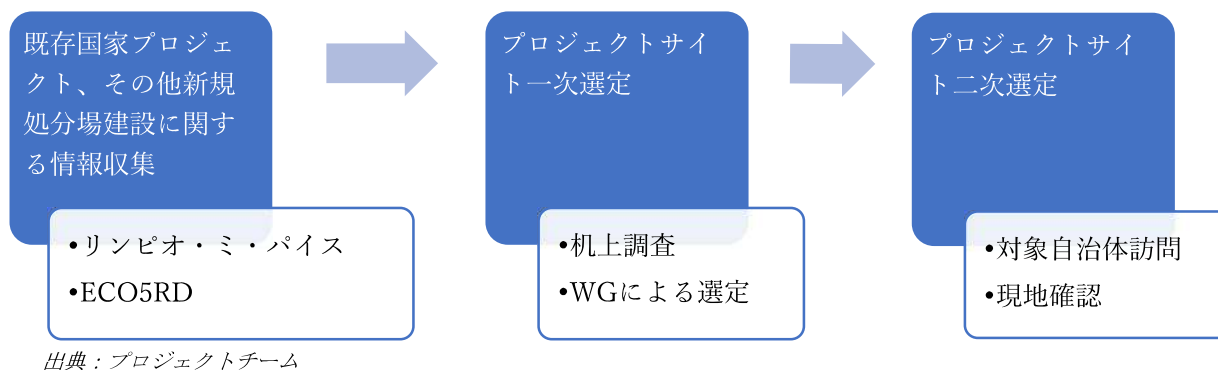 既存国家プロジェ
クト、その他新規
処分場建設に関す
る情報収集
•リンピオ・ミ・パイス
•ECO5RD
プロジェクトサイ
ト一次選定
•机上調査
•WGによる選定
プロジェクトサイ
ト二次選定
•対象自治体訪問
•現地確認
出典：プロジェクトチーム